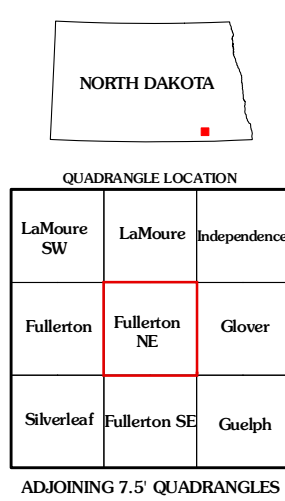 NORTH DAKOTA
QUADRANGLE LOCATION
LaMoure
SW
LaMoure
Independence
Fullerton
Fullerton
NE
Glover
Silverleaf
Fullerton SE
Guelph
ADJOINING 7.5' QUADRANGLES